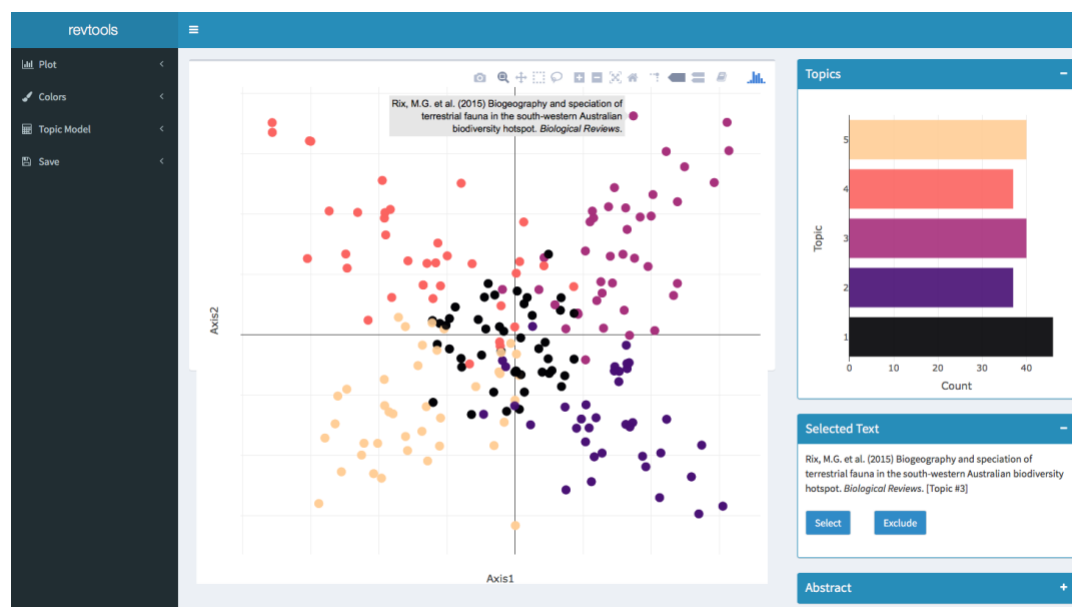 revtools
Plot
Colors
Topic Model
Save
Rix, M.G. et al. (2015) Biogeography and speciation of
terrestrial fauna in the south-western Australian
biodiversity hotspot. Biological Reviews.
Axis2
Axis1
Topics
Topic
5
4
3
2
1
0
10
20
30
40
Count
Selected Text
Rix, M.G. et al. (2015) Biogeography and speciation of
terrestrial fauna in the south-western Australian biodiversity
hotspot. Biological Reviews. [Topic #3]
Select
Exclude
Abstract